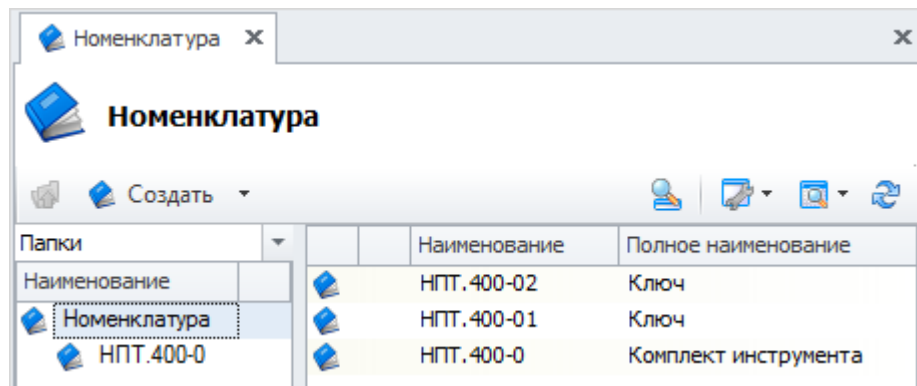 Номенклатура
Номенклатура
Создать
Папки
Наименование
Номенклатура
НПТ.400-0
Наименование Полное наименование
НПТ.400-02 Ключ
НПТ.400-01 Ключ
НПТ.400-0 Комплект инструмента